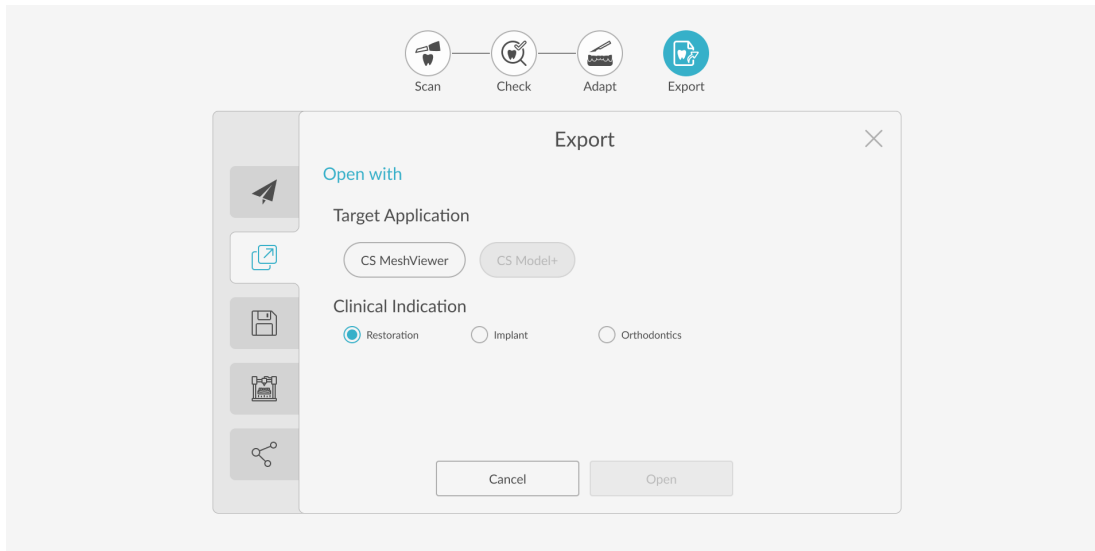 Scan Check Adapt Export
Export
Open with
Target Application
CS MeshViewer CS Model+
Clinical Indication
Restoration Implant Orthodontics
Cancel Open